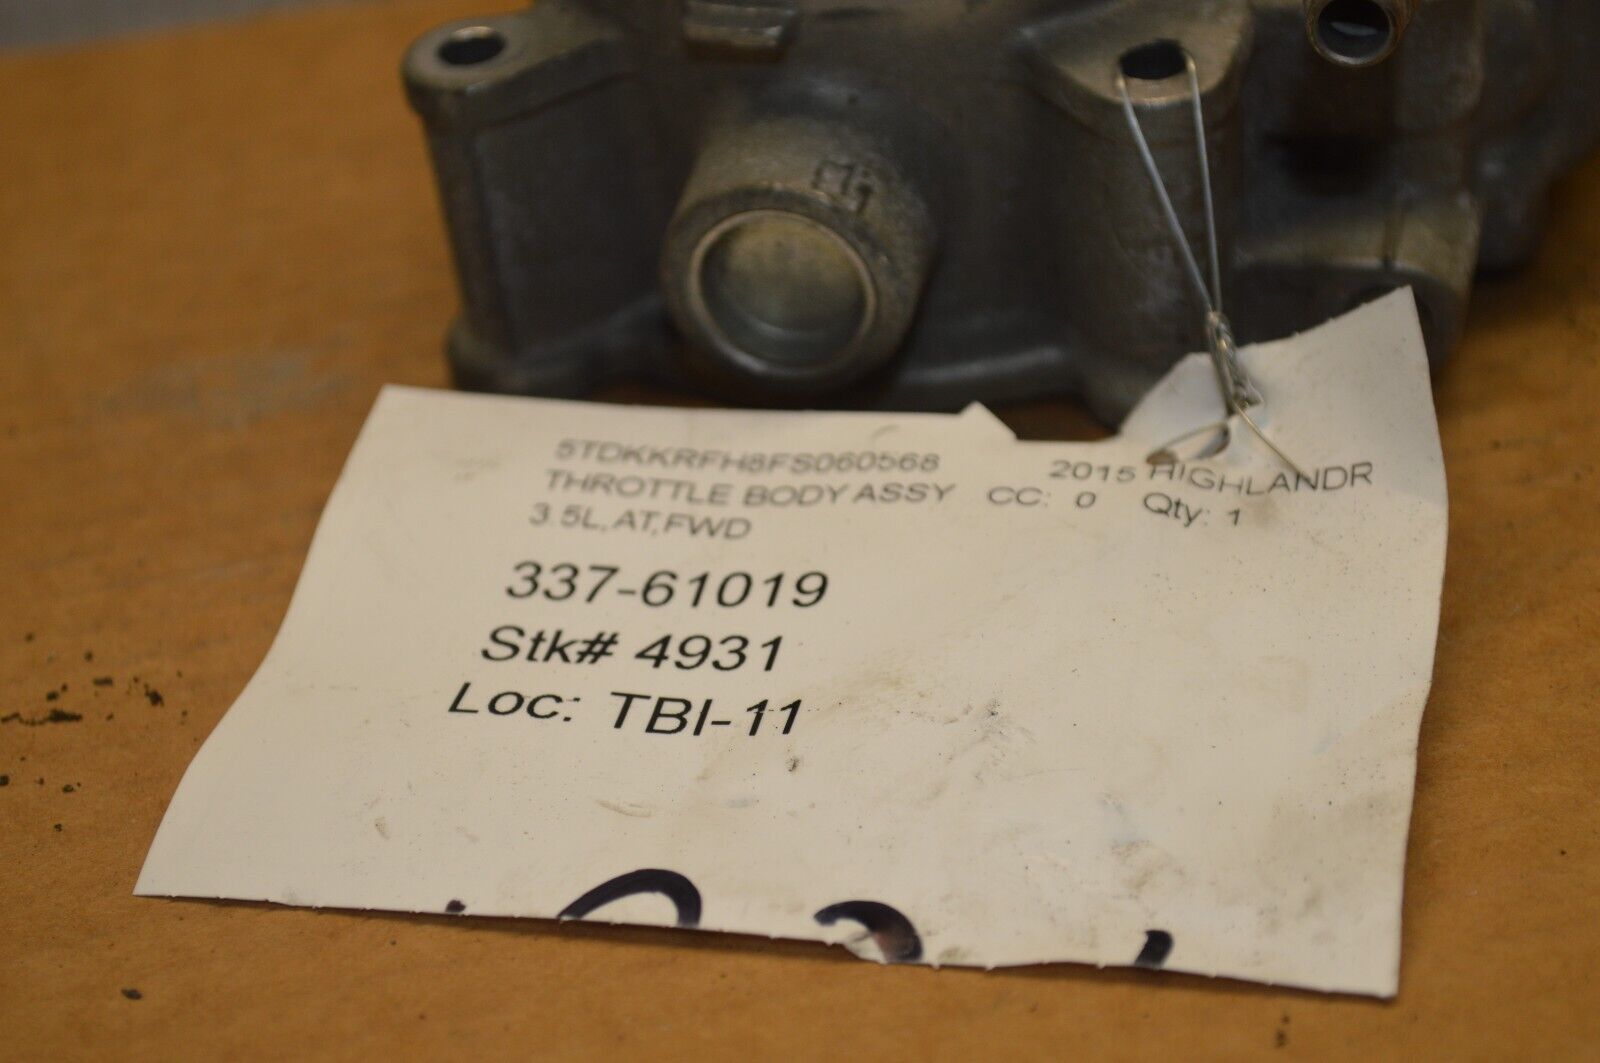 5TDKKRFH8FS060568 2015 HIGHLANDR
THROTTLE BODY ASSY CC: 0 Qty: 1
3.5L,AT,FWD
337-61019
Stk# 4931
Loc: TBI-11